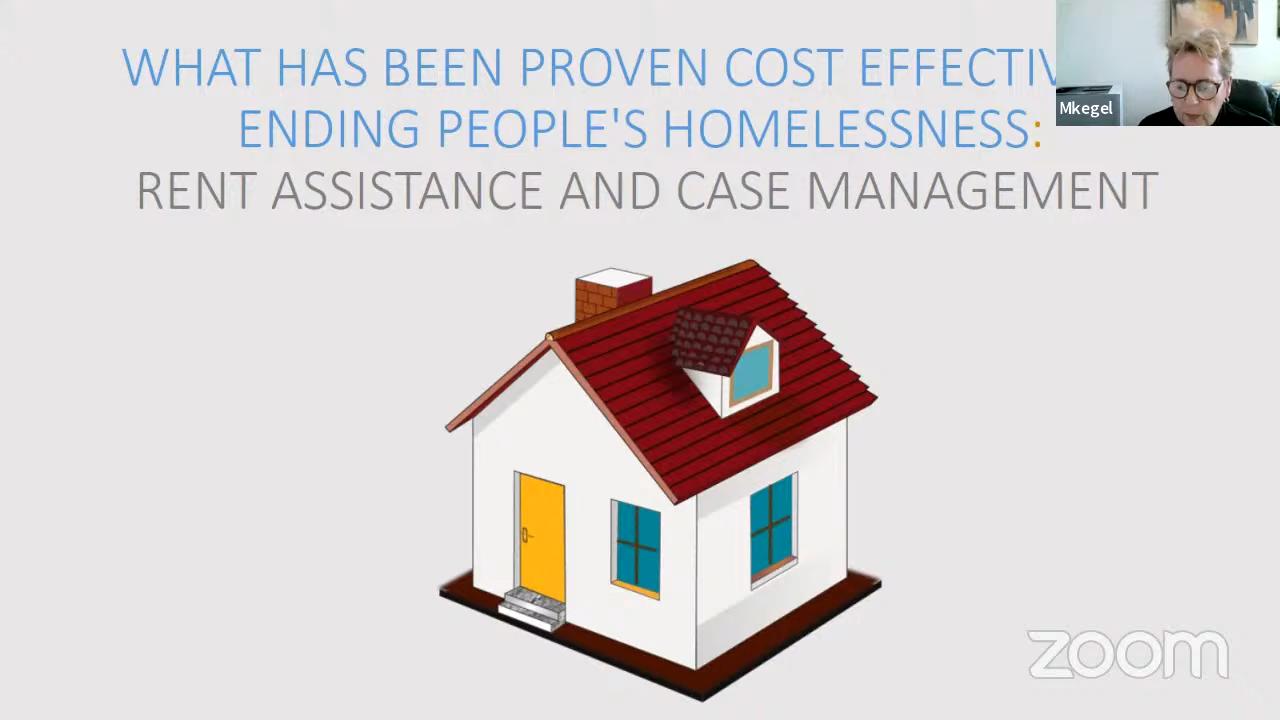 WHAT HAS BEEN PROVEN COST EFFECTIV
ENDING PEOPLE'S HOMELESSNESS:
RENT ASSISTANCE AND CASE MANAGEMENT
Mkegel
zoom